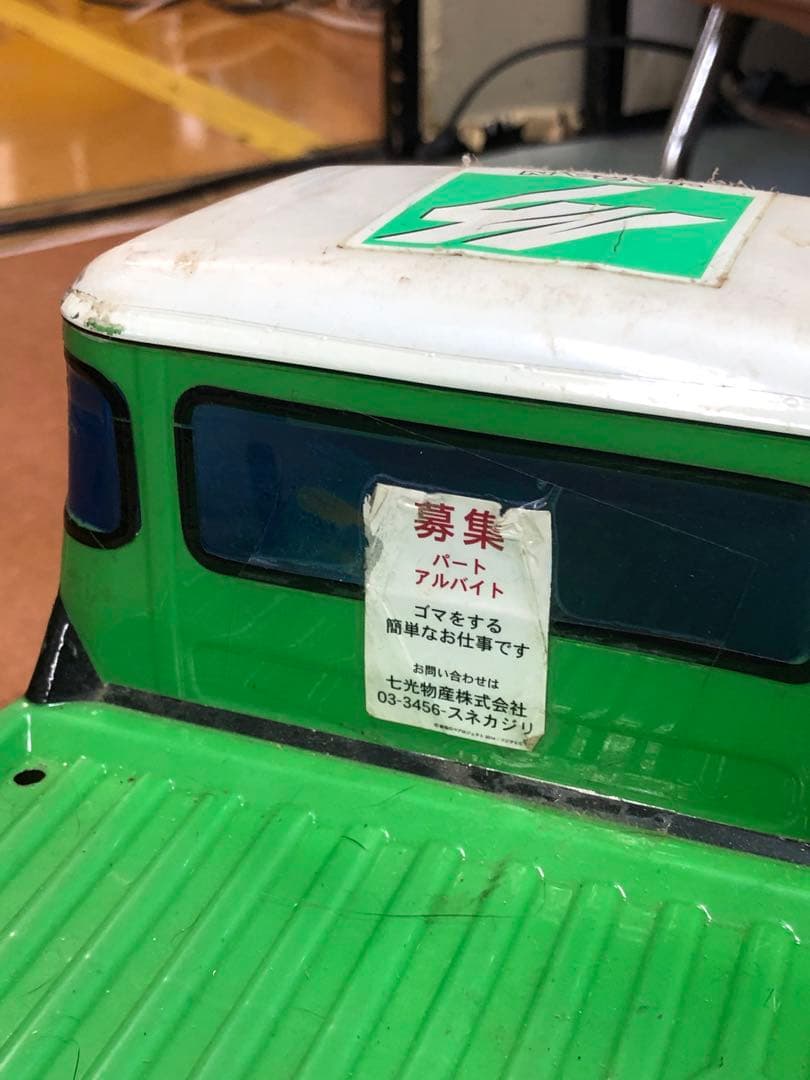 募集
パート
アルバイト
ゴマをする
簡単なお仕事です
お問い合わせは
七光物産株式会社
03-3456-スネカジリ